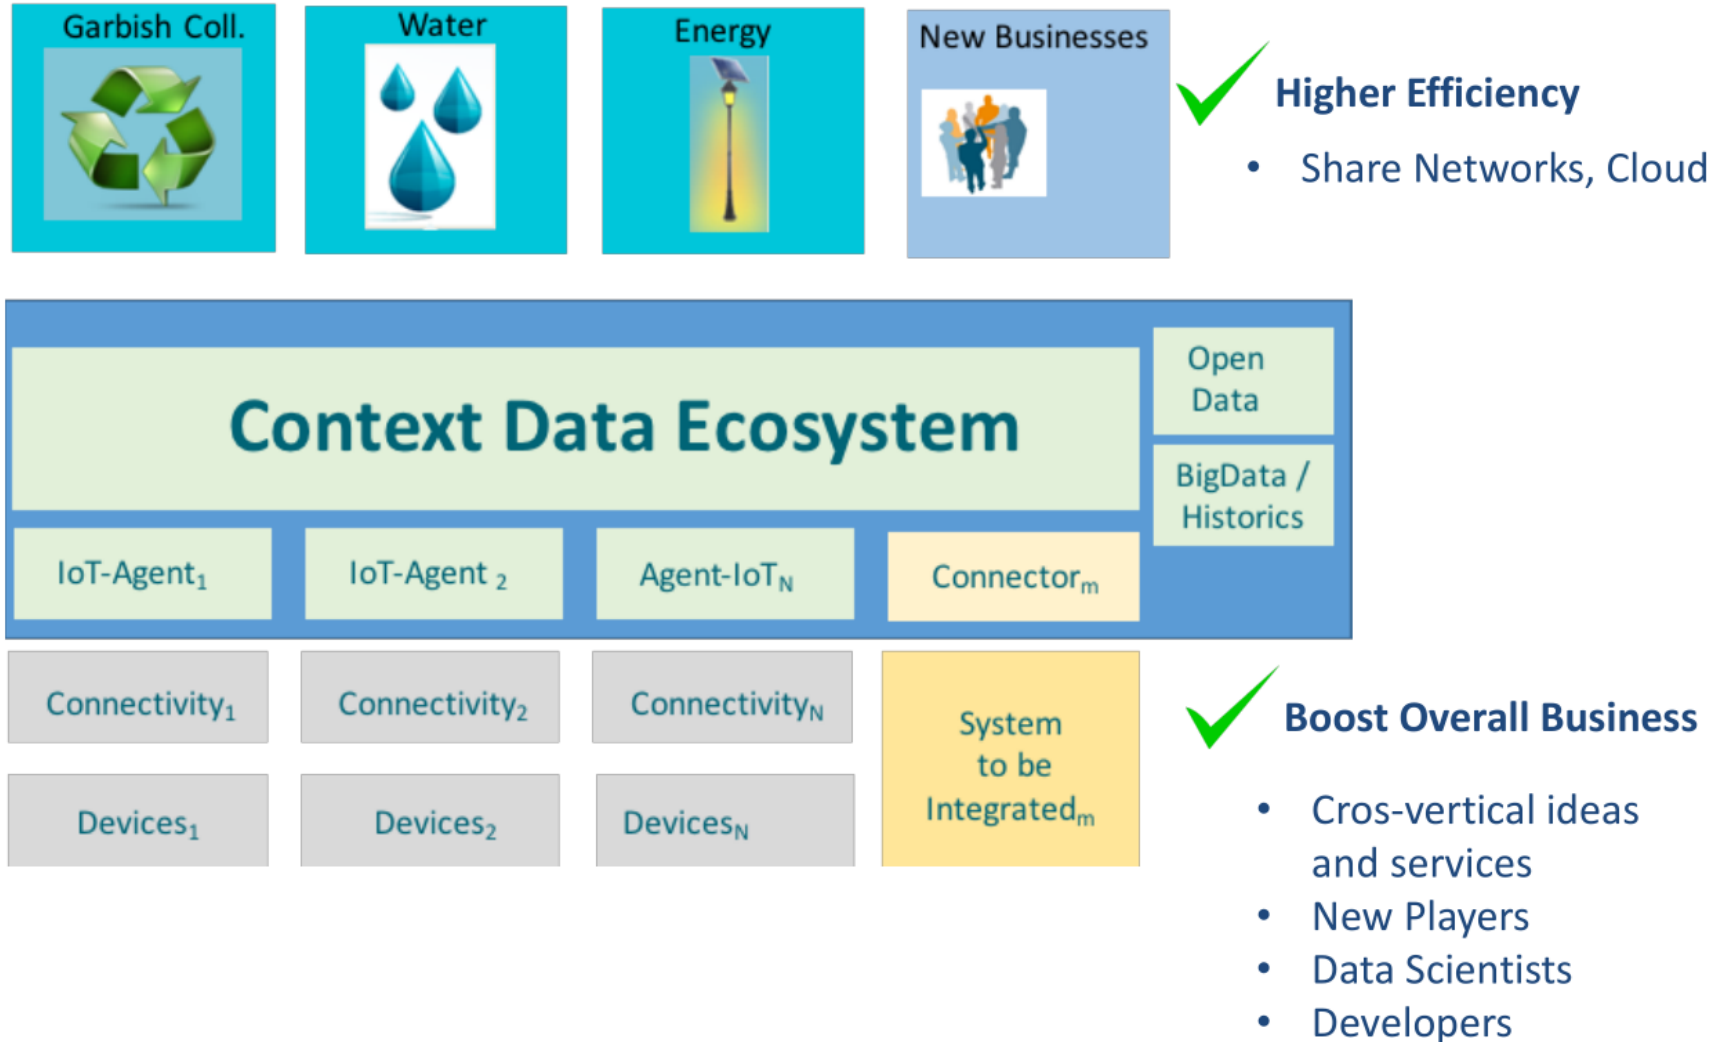 Garbish Coll.
Water
Energy
New Businesses
Higher Efficiency
• Share Networks, Cloud
Context Data Ecosystem
Open
Data
BigData /
Historics
IoT-Agent1
IoT-Agent 2
Agent-IoTN
Connectorm
Connectivity1
Connectivity2
ConnectivityN
Devices1
Devices2
DevicesN
System
to be
Integratedm
Boost Overall Business
• Cros-vertical ideas
and services
• New Players
• Data Scientists
• Developers